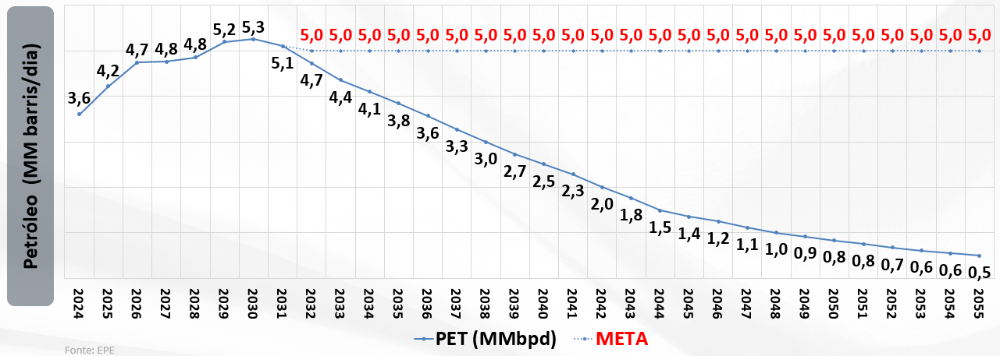 Petróleo (MM barris/dia)
5,0 5,0 5,0 5,0 5,0 5,0 5,0 5,0 5,0 5,0 5,0 5,0 5,0 5,0 5,0 5,0 5,0 5,0 5,0 5,0 5,0 5,0 5,0 5,0
3,6 4,2 4,7 4,8 4,8 5,2 5,3 5,1 4,7 4,4 4,1 3,8 3,6 3,3 3,0 2,7 2,5 2,3 2,0 1,8 1,5 1,4 1,2 1,1 1,0 0,9 0,8 0,8 0,7 0,6 0,6 0,5
2024 2025 2026 2027 2028 2029 2030 2031 2032 2033 2034 2035 2036 2037 2038 2039 2040 2041 2042 2043 2044 2045 2046 2047 2048 2049 2050 2051 2052 2053 2054 2055
PET (MMbpd) META
Fonte: EPE